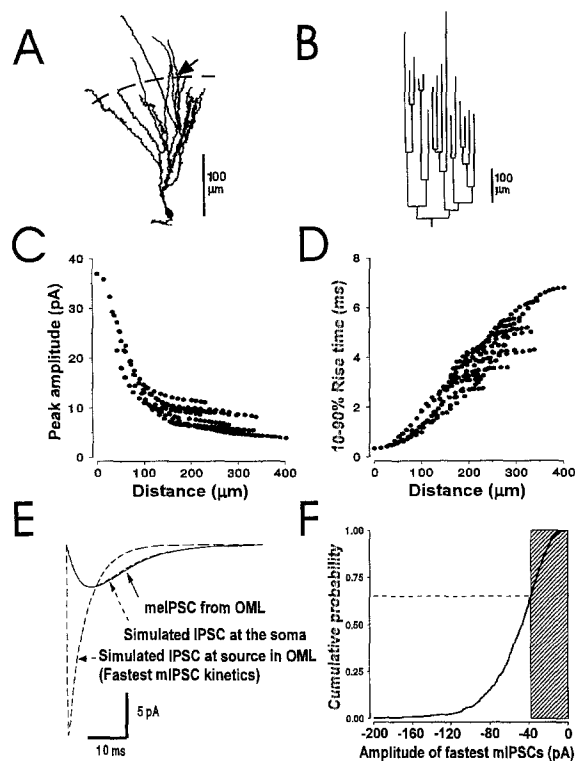 A
100
μm
B
100
μm
C
Peak amplitude (pA)
40
30
20
10
0
0 100 200 300 400
Distance (μm)
D
10-90% Rise time (ms)
8
6
4
2
0
0 100 200 300 400
Distance (μm)
E
meIPSC from OML
Simulated IPSC at the soma
Simulated IPSC at source in OML
(Fastest mIPSC kinetics)
5 pA
10 ms
F
Cumulative probability
1.00
0.75
0.50
0.25
0.00
-200 -160 -120 -80 -40 0
Amplitude of fastest mIPSCs (pA)